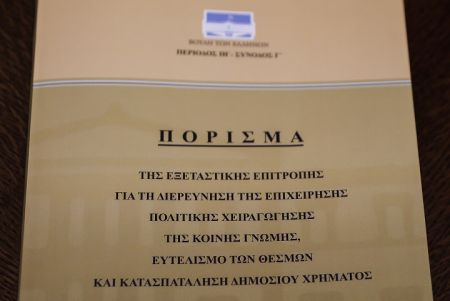 ΒΟΥΛΗ ΤΩΝ ΕΛΛΗΝΩΝ
ΠΕΡΙΟΔΟΣ ΙΗ' - ΣΥΝΟΔΟΣ Γ'
ΠΟΡΙΣΜΑ
ΤΗΣ ΕΞΕΤΑΣΤΙΚΗΣ ΕΠΙΤΡΟΠΗΣ
ΓΙΑ ΤΗ ΔΙΕΡΕΥΝΗΣΗ ΤΗΣ ΕΠΙΧΕΙΡΗΣΗΣ
ΠΟΛΙΤΙΚΗΣ ΧΕΙΡΑΓΩΓΗΣΗΣ
ΤΗΣ ΚΟΙΝΗΣ ΓΝΩΜΗΣ,
ΕΥΤΕΛΙΣΜΟ ΤΩΝ ΘΕΣΜΩΝ
ΚΑΙ ΚΑΤΑΣΠΑΤΑΛΗΣΗ ΔΗΜΟΣΙΟΥ ΧΡΗΜΑΤΟΣ